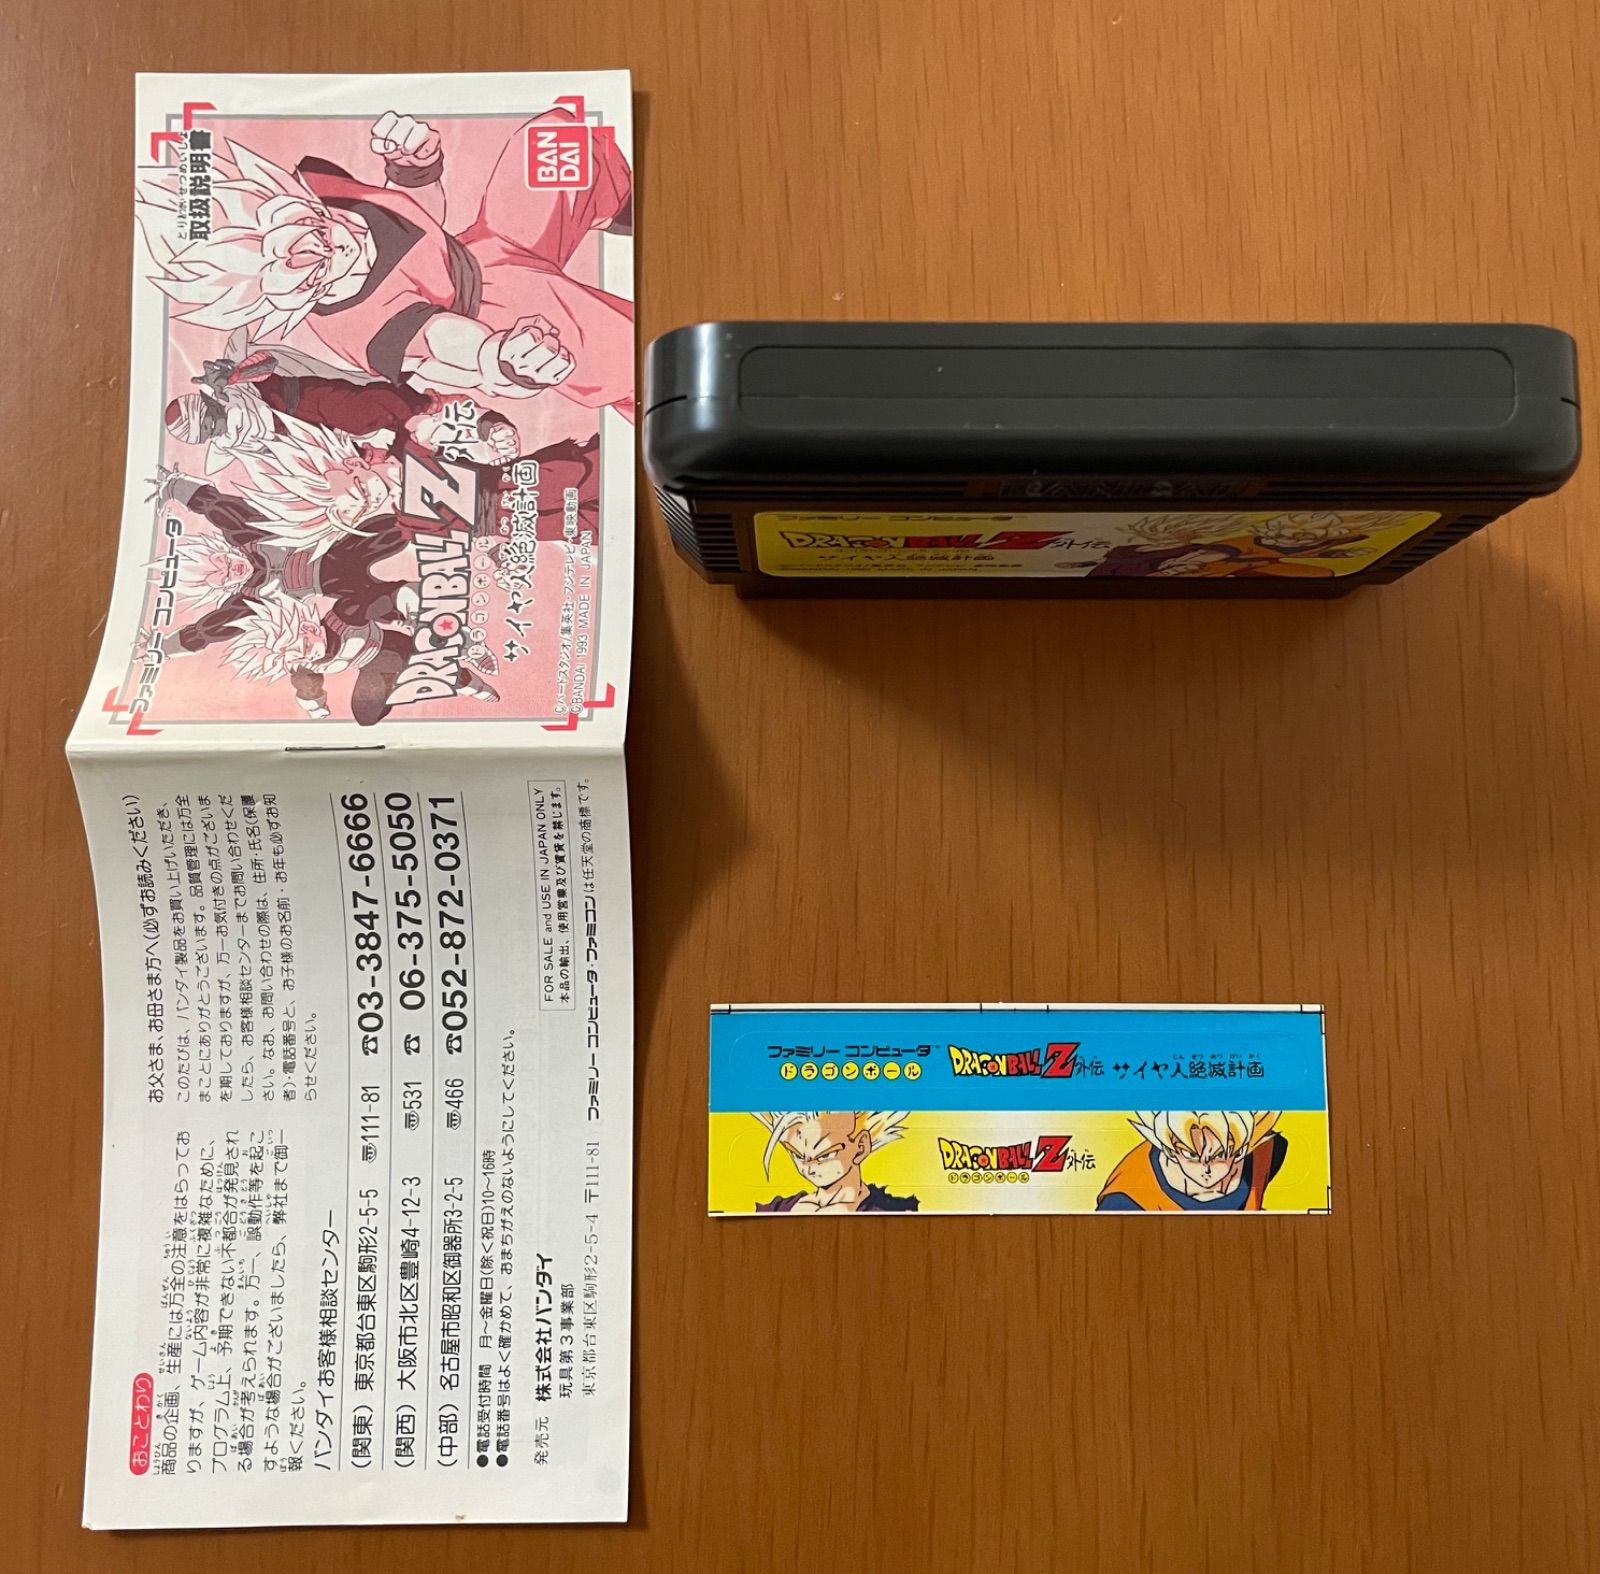 取扱説明書
とりあつかいせつめいしょ
BAN
DAI
ファミリー コンピュータ™
DRAGON BALL Z 外伝
ドラゴンボール
サイヤ人絶滅計画
©バードスタジオ/集英社・フジテレビ・東映動画
©BANDAI 1993 MADE IN JAPAN
おことわり
商品の企画、生産には万全の注意をはらってお
りますが、ゲーム内容が非常に複雑なために、
プログラム上、予期できない不都合が発見され
る場合が考えられます。万一、誤動作等を起こ
すような場合がございましたら、弊社まで御一
報ください。
お父さま、お母さま方へ(必ずお読みください)
このたびは、バンダイ製品をお買い上げいただき、
まことにありがとうございます。品質管理には万全
を期しておりますが、万一お気付きの点がございま
したら、お客様相談センターまでお問い合わせくだ
さい。なお、お問い合わせの際は、住所・氏名(保護
者)・電話番号と、お子様のお名前・お年も必ずお知
らせください。
バンダイお客様相談センター
(関東) 東京都台東区駒形2-5-5 〠111-81 ☎03-3847-6666
(関西) 大阪市北区豊崎4-12-3 〠531 ☎06-375-5050
(中部) 名古屋市昭和区御器所3-2-5 〠466 ☎052-872-0371
●電話受付時間 月〜金曜日(除く祝日)10〜16時
●電話番号はよく確かめて、おまちがえのないようにしてください。
発売元 株式会社バンダイ
玩具第3事業部
東京都台東区駒形2-5-4 〒111-81
FOR SALE and USE IN JAPAN ONLY
本品の輸出、使用営業及び賃貸を禁じます。
ファミリー コンピュータ・ファミコンは任天堂の商標です。
ファミリー コンピュータ
DRAGON BALL Z 外伝
サイヤ人絶滅計画
ファミリー コンピュータ™
ドラゴンボール
DRAGON BALL Z 外伝 サイヤ人絶滅計画
じん ぜつ めつ けい かく
DRAGON BALL Z 外伝
ドラゴンボール